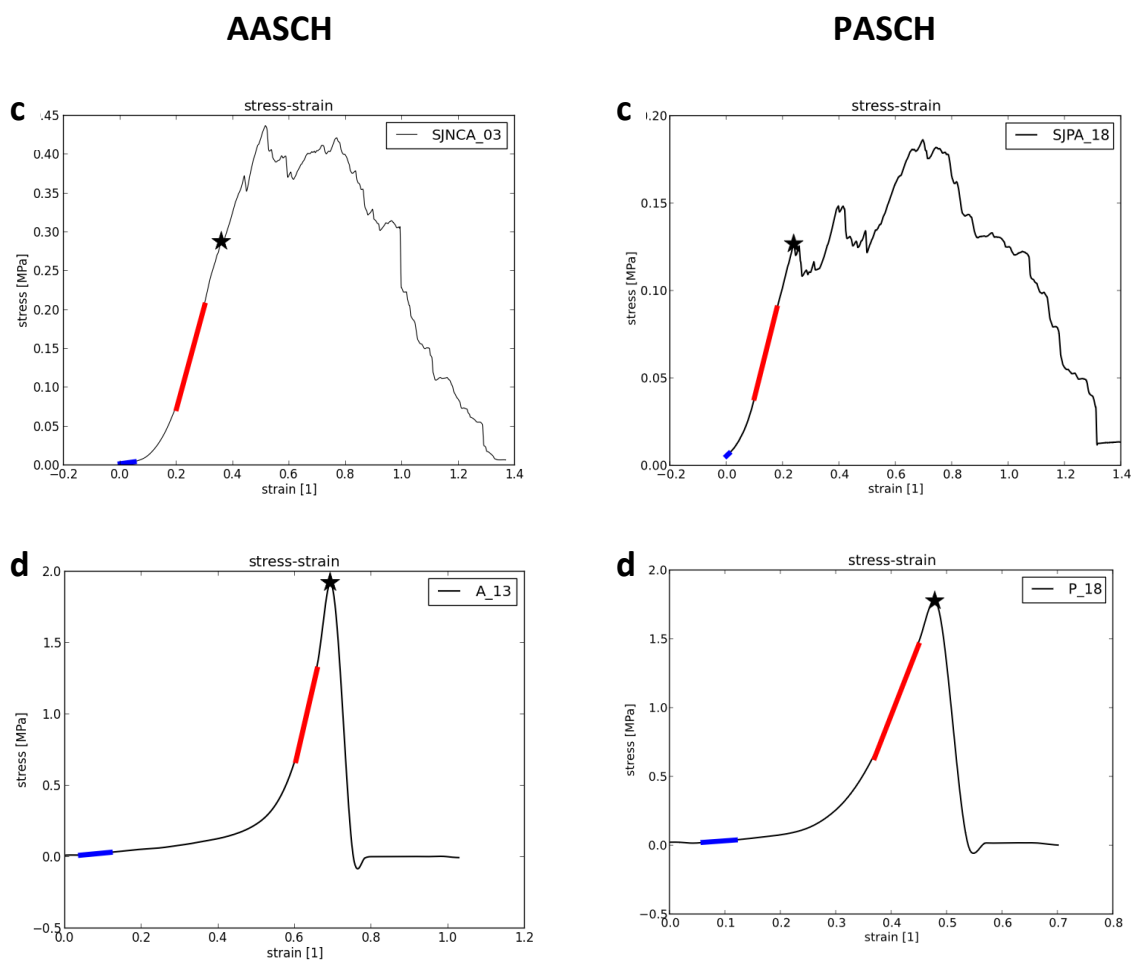 AASCH
PASCH
c
stress-strain
.45
0.40
0.35
0.30
0.25
0.20
0.15
0.10
0.05
0.00
stress [MPa]
SJNCA_03
−0.2 0.0 0.2 0.4 0.6 0.8 1.0 1.2 1.4
strain [1]
c
stress-strain
.20
0.15
0.10
0.05
0.00
stress [MPa]
SJPA_18
−0.2 0.0 0.2 0.4 0.6 0.8 1.0 1.2 1.4
strain [1]
d
stress-strain
2.0
1.5
1.0
0.5
0.0
−0.5
stress [MPa]
A_13
0.0 0.2 0.4 0.6 0.8 1.0 1.2
strain [1]
d
stress-strain
2.0
1.5
1.0
0.5
0.0
−0.5
stress [MPa]
P_18
0.0 0.1 0.2 0.3 0.4 0.5 0.6 0.7 0.8
strain [1]